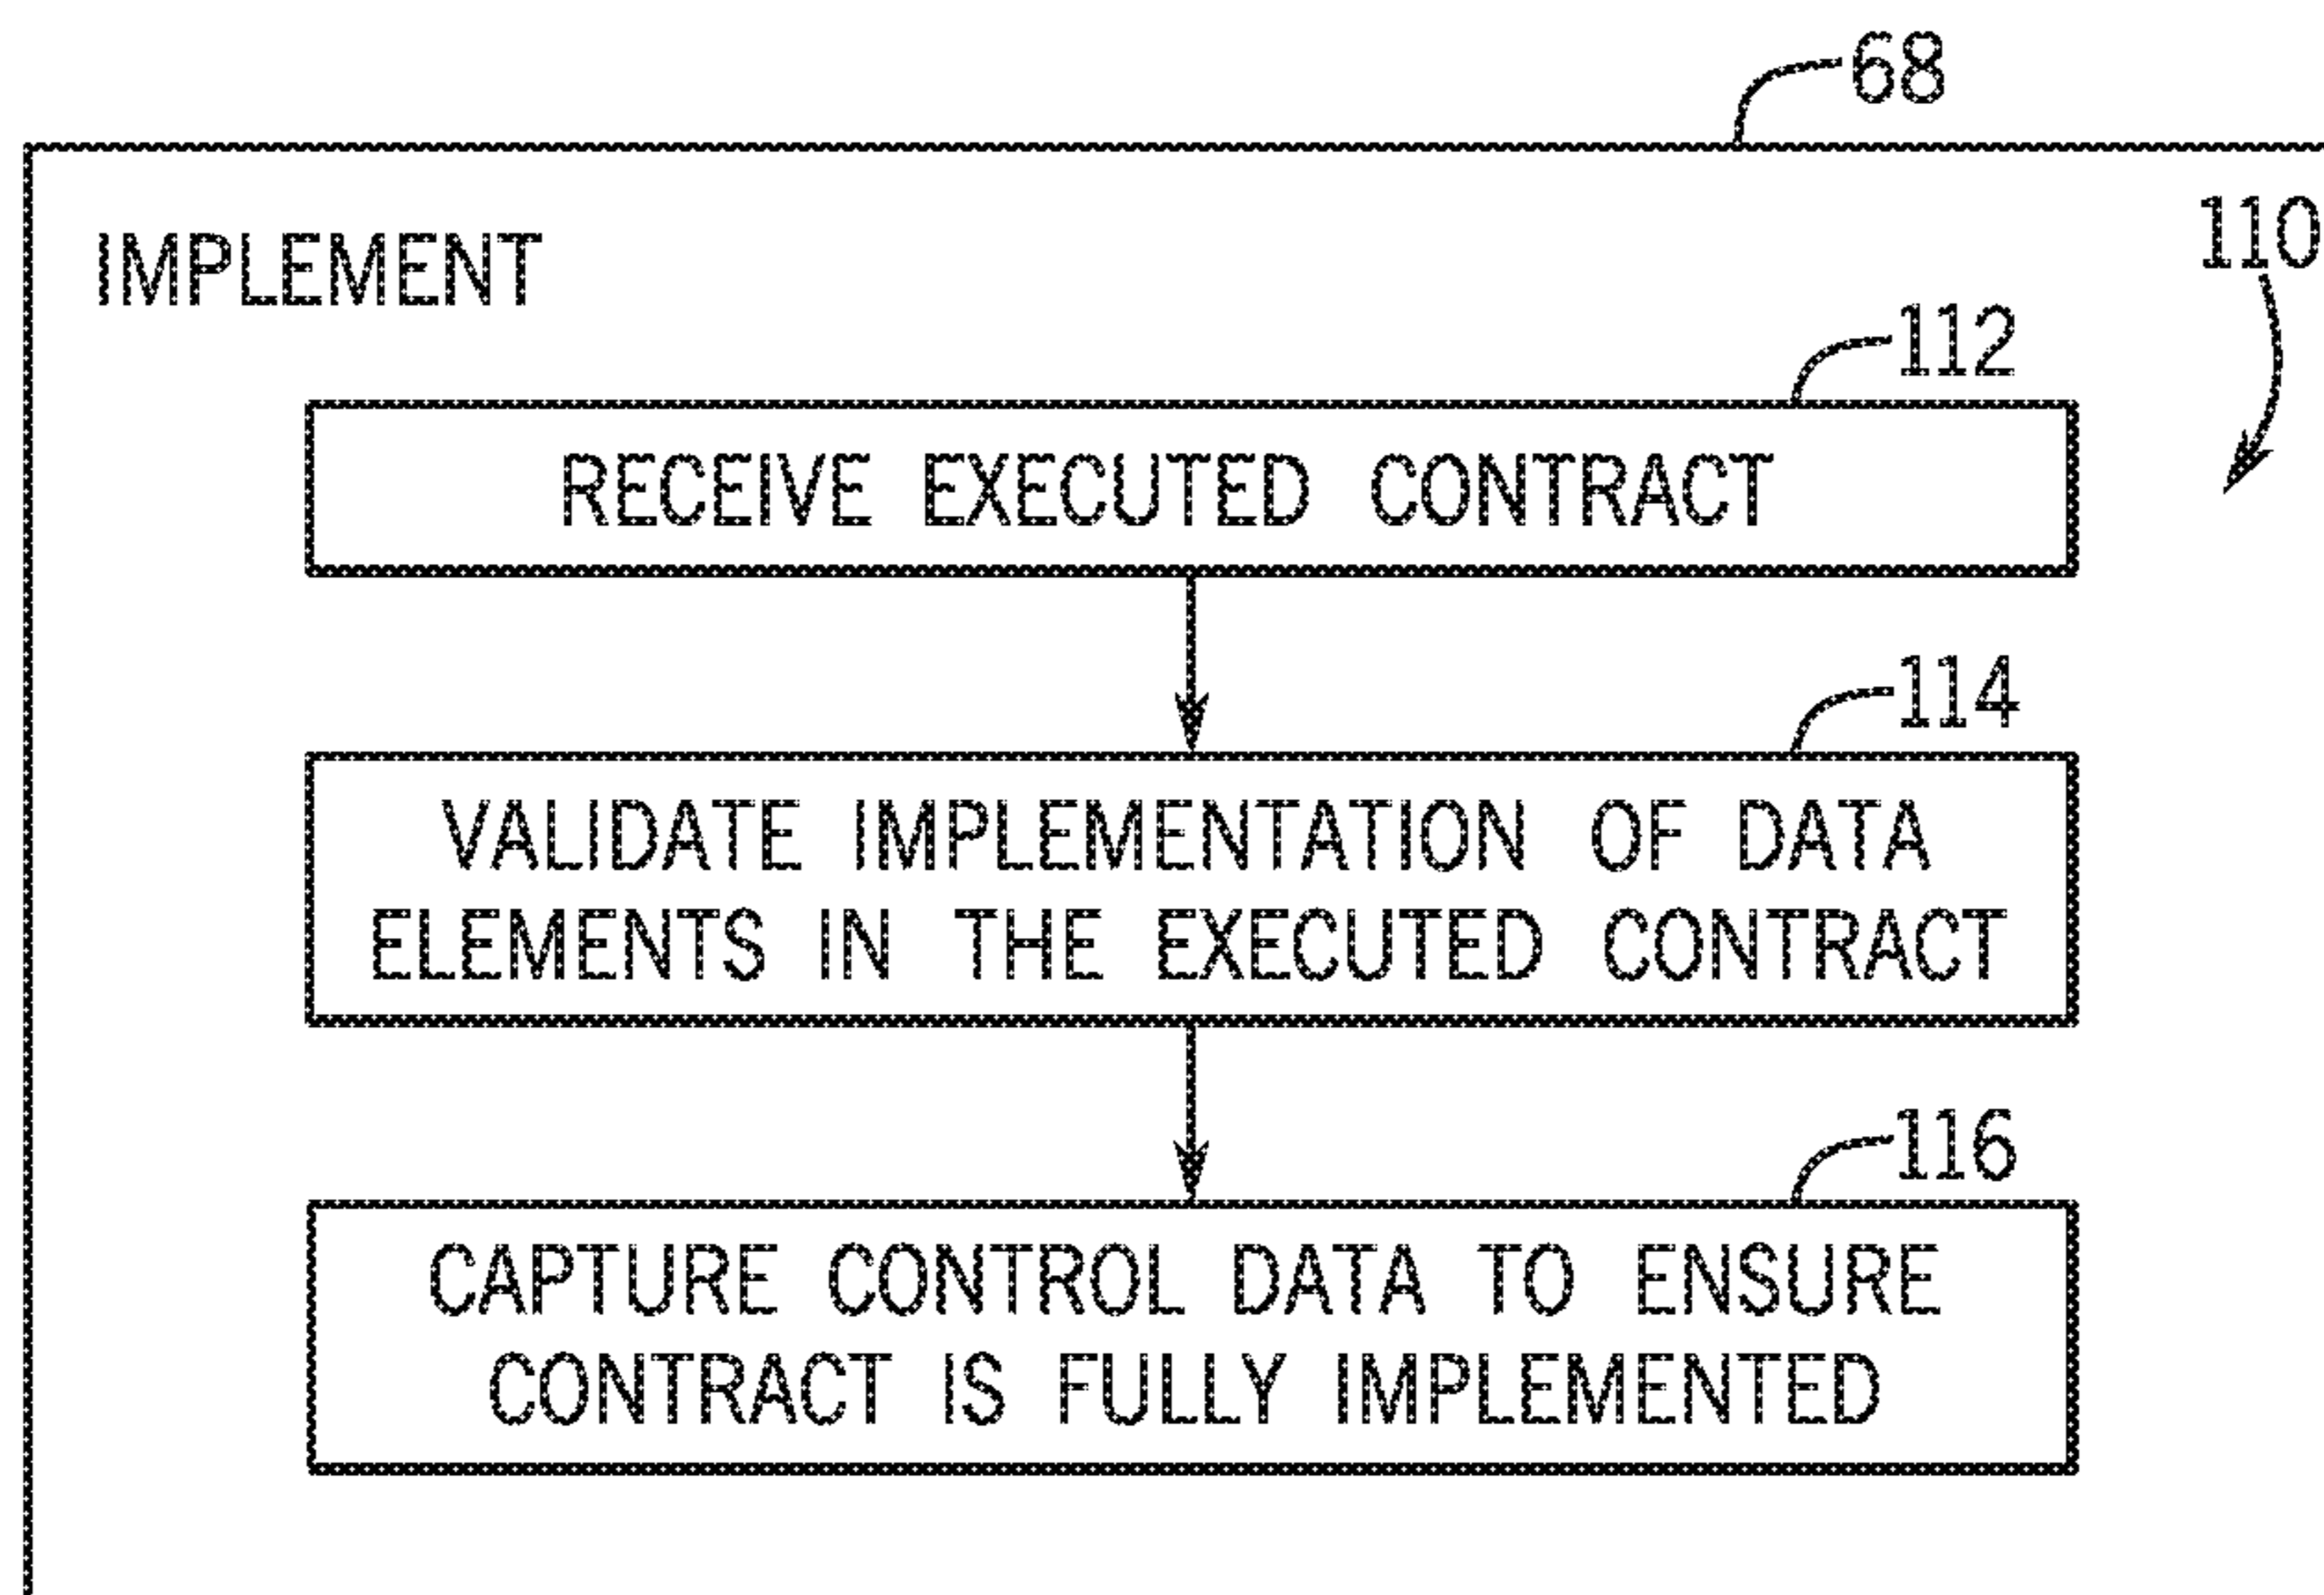 68
IMPLEMENT
110
112
RECEIVE EXECUTED CONTRACT
114
VALIDATE IMPLEMENTATION OF DATA
ELEMENTS IN THE EXECUTED CONTRACT
116
CAPTURE CONTROL DATA TO ENSURE
CONTRACT IS FULLY IMPLEMENTED